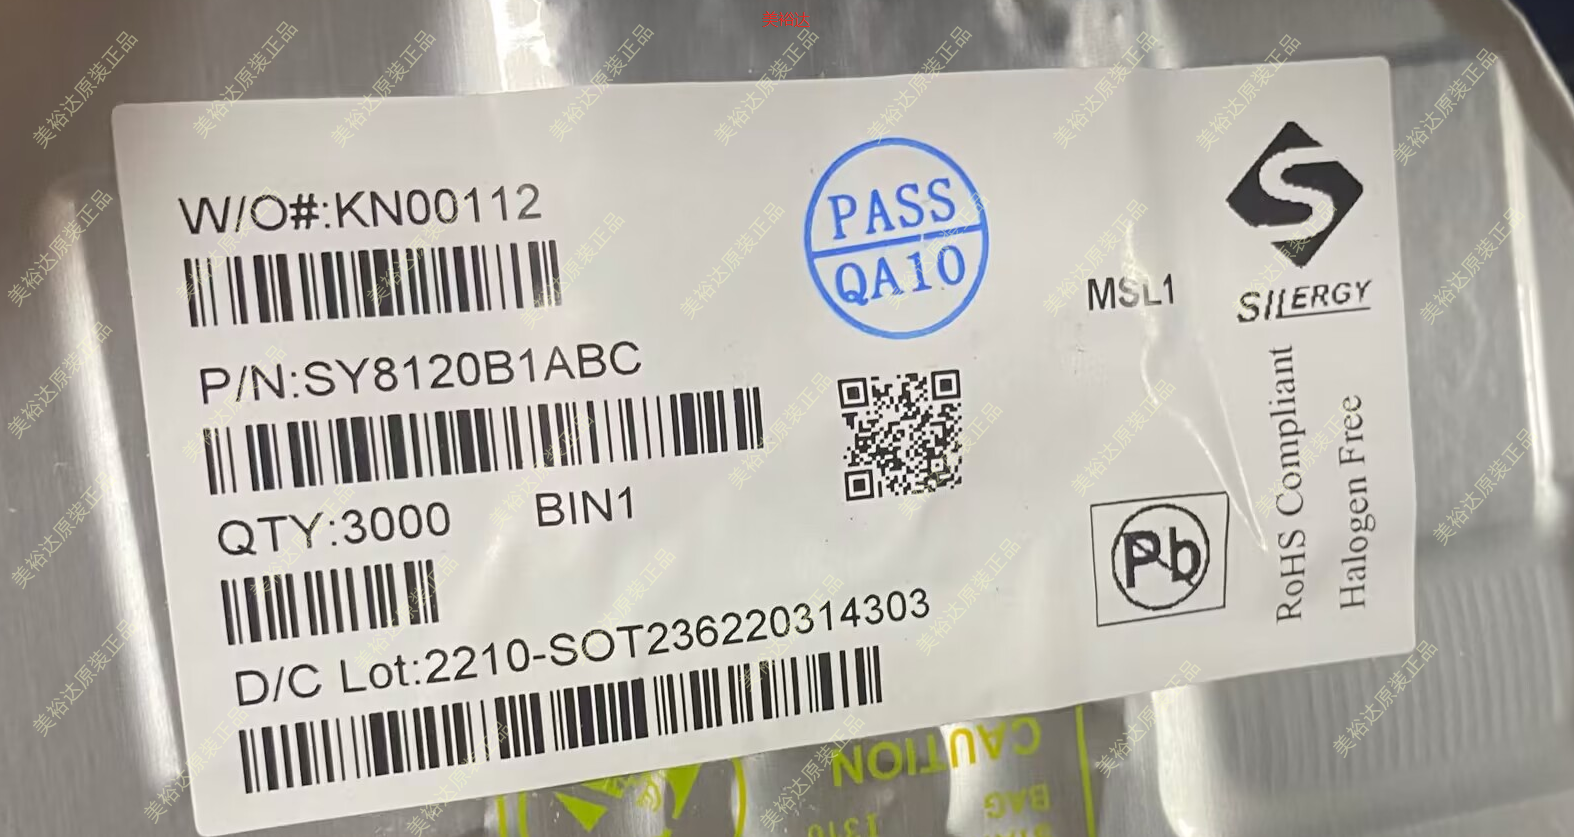 美裕达
W/O#:KN00112
PASS
QA10
MSL1
SILERGY
P/N:SY8120B1ABC
QTY:3000 BIN1
Pb
RoHS Compliant
Halogen Free
D/C Lot:2210-SOT236220314303
CAUTION
BAG
美裕达原装正品